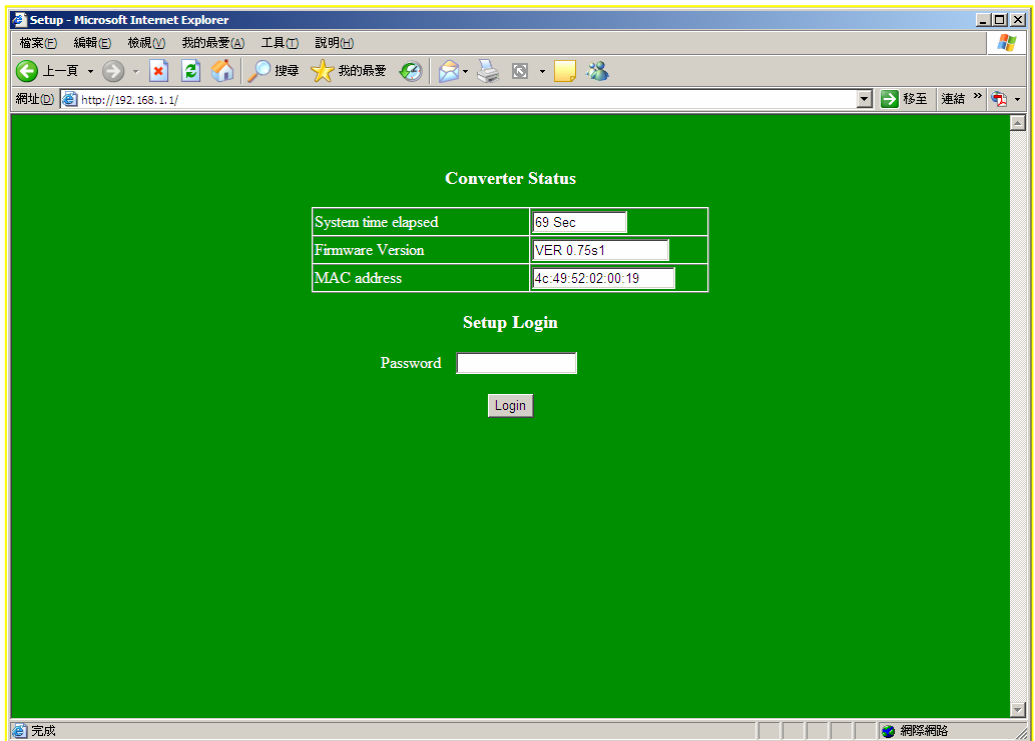 Setup - Microsoft Internet Explorer
檔案(F) 編輯(E) 檢視(V) 我的最愛(A) 工具(T) 說明(H)
上一頁 搜尋 我的最愛
網址(D) http://192.168.1.1/ 移至 連結 »
Converter Status
System time elapsed 69 Sec
Firmware Version VER 0.75s1
MAC address 4c:49:52:02:00:19
Setup Login
Password
Login
完成 網際網路